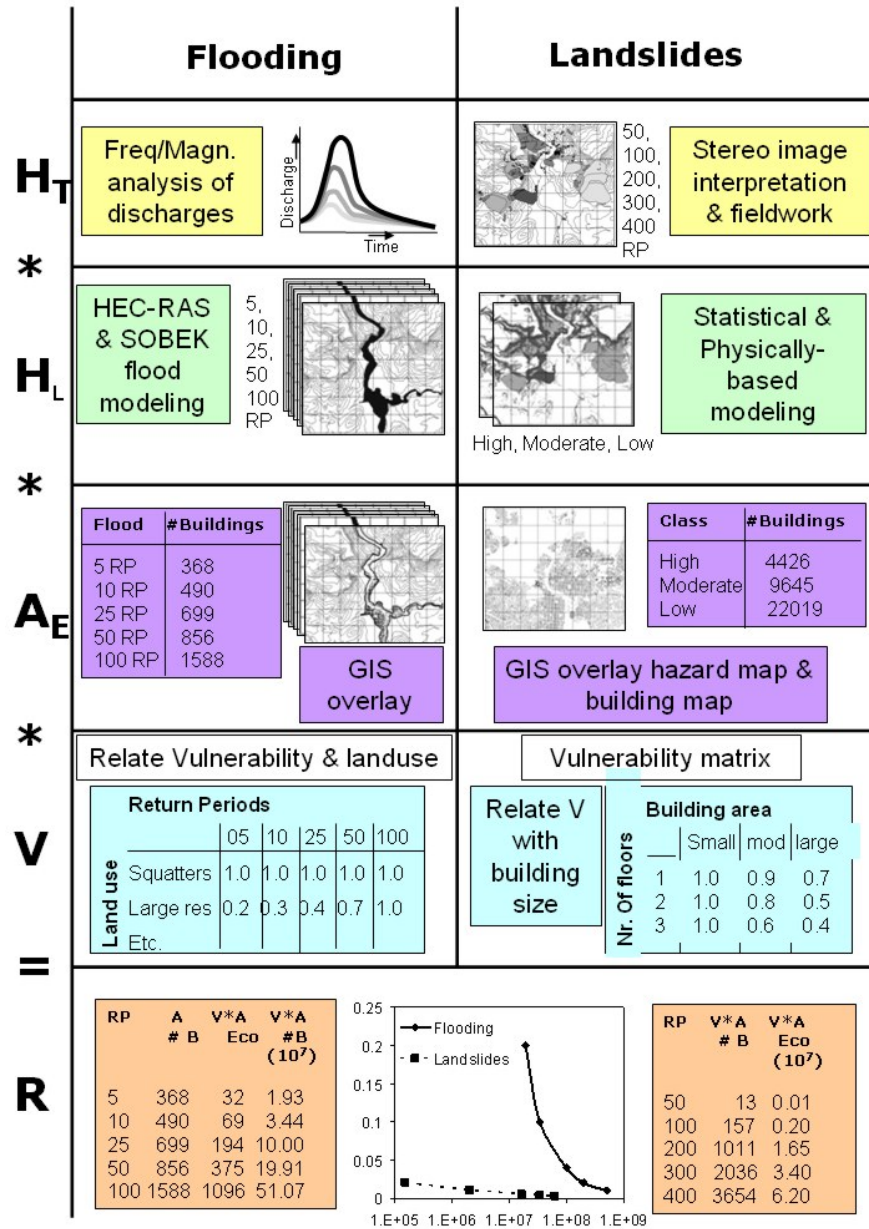 Flooding
Landslides
H_T
Freq/Magn.
analysis of
discharges
Discharge
Time
50,
100,
200,
300,
400
RP
Stereo image
interpretation
& fieldwork
*
H_L
HEC-RAS
& SOBEK
flood
modeling
5,
10,
25,
50
100
RP
High, Moderate, Low
Statistical &
Physically-
based
modeling
*
A_E
Flood #Buildings
5 RP 368
10 RP 490
25 RP 699
50 RP 856
100 RP 1588
GIS
overlay
Class #Buildings
High 4426
Moderate 9645
Low 22019
GIS overlay hazard map &
building map
*
V
Relate Vulnerability & landuse
Return Periods
Land use
05 10 25 50 100
Squatters 1.0 1.0 1.0 1.0 1.0
Large res 0.2 0.3 0.4 0.7 1.0
Etc.
Vulnerability matrix
Relate V
with
building
size
Building area
Nr. Of floors
Small mod large
1 1.0 0.9 0.7
2 1.0 0.8 0.5
3 1.0 0.6 0.4
=
R
RP A V*A V*A
# B Eco #B
(10⁷)
5 368 32 1.93
10 490 69 3.44
25 699 194 10.00
50 856 375 19.91
100 1588 1096 51.07
0.25
0.2
0.15
0.1
0.05
0
Flooding
Landslides
1.E+05 1.E+06 1.E+07 1.E+08 1.E+09
RP V*A V*A
# B Eco
(10⁷)
50 13 0.01
100 157 0.20
200 1011 1.65
300 2036 3.40
400 3654 6.20